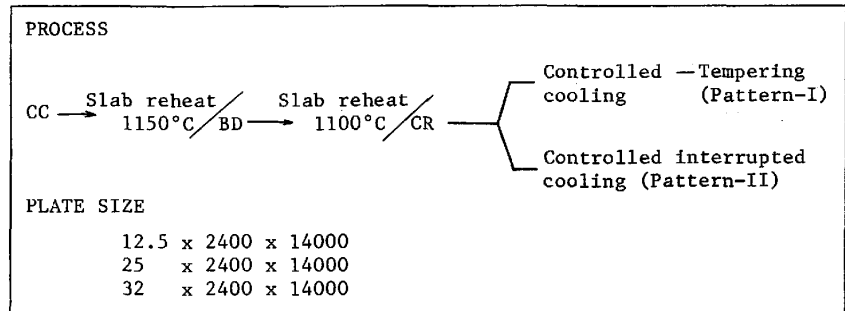 PROCESS
Controlled — Tempering
cooling (Pattern-I)
CC → Slab reheat 1150°C/BD → Slab reheat 1100°C/CR
Controlled interrupted
cooling (Pattern-II)
PLATE SIZE
12.5 x 2400 x 14000
25 x 2400 x 14000
32 x 2400 x 14000